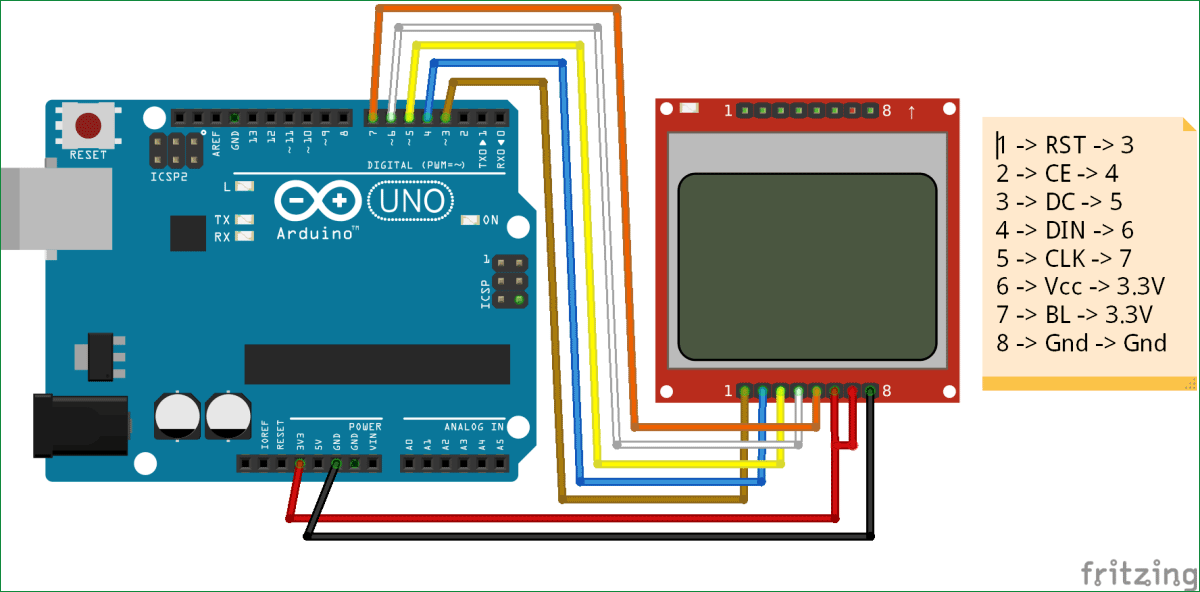 RESET
ICSP2
AREF
GND
13
12
~11
~10
~9
8
7
~6
~5
4
~3
2
TX0▶1
RX0◀0
DIGITAL (PWM=~)
L
TX
RX
UNO
ON
Arduino™
1
ICSP
IOREF
RESET
3V3
5V
GND
GND
VIN
POWER
ANALOG IN
A0
A1
A2
A3
A4
A5
1
8
↑
1
8
1 -> RST -> 3
2 -> CE -> 4
3 -> DC -> 5
4 -> DIN -> 6
5 -> CLK -> 7
6 -> Vcc -> 3.3V
7 -> BL -> 3.3V
8 -> Gnd -> Gnd
fritzing